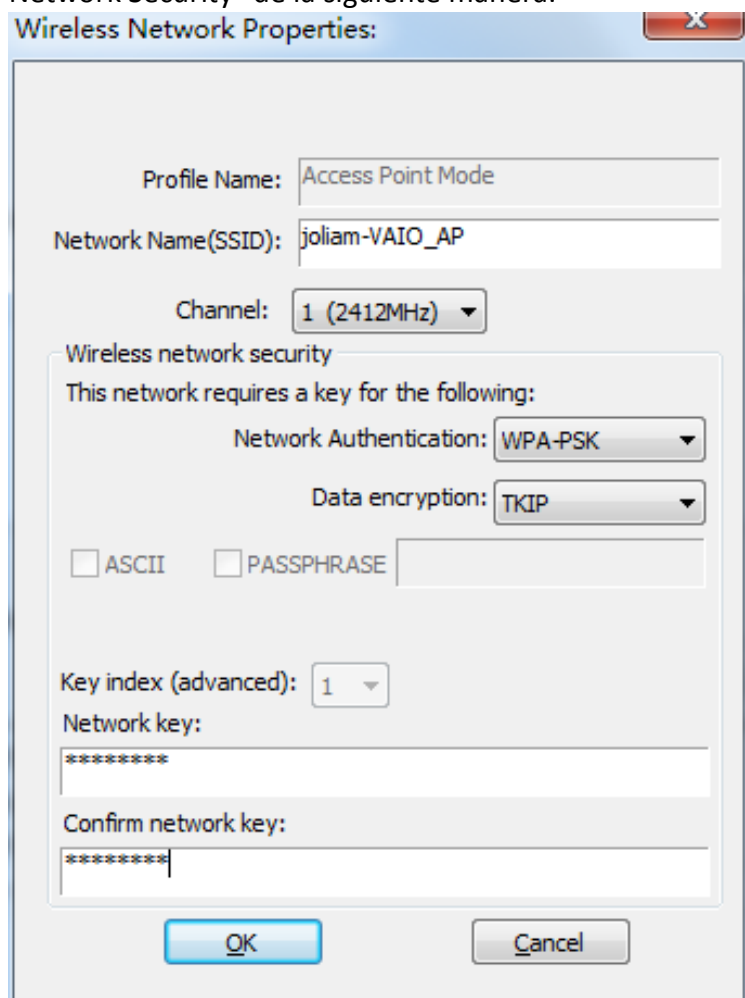 Network Security" de la siguiente manera:
Wireless Network Properties:
Profile Name: Access Point Mode
Network Name(SSID): joliam-VAIO_AP
Channel: 1 (2412MHz)
Wireless network security
This network requires a key for the following:
Network Authentication: WPA-PSK
Data encryption: TKIP
ASCII PASSPHRASE
Key index (advanced): 1
Network key:
********
Confirm network key:
********
OK Cancel